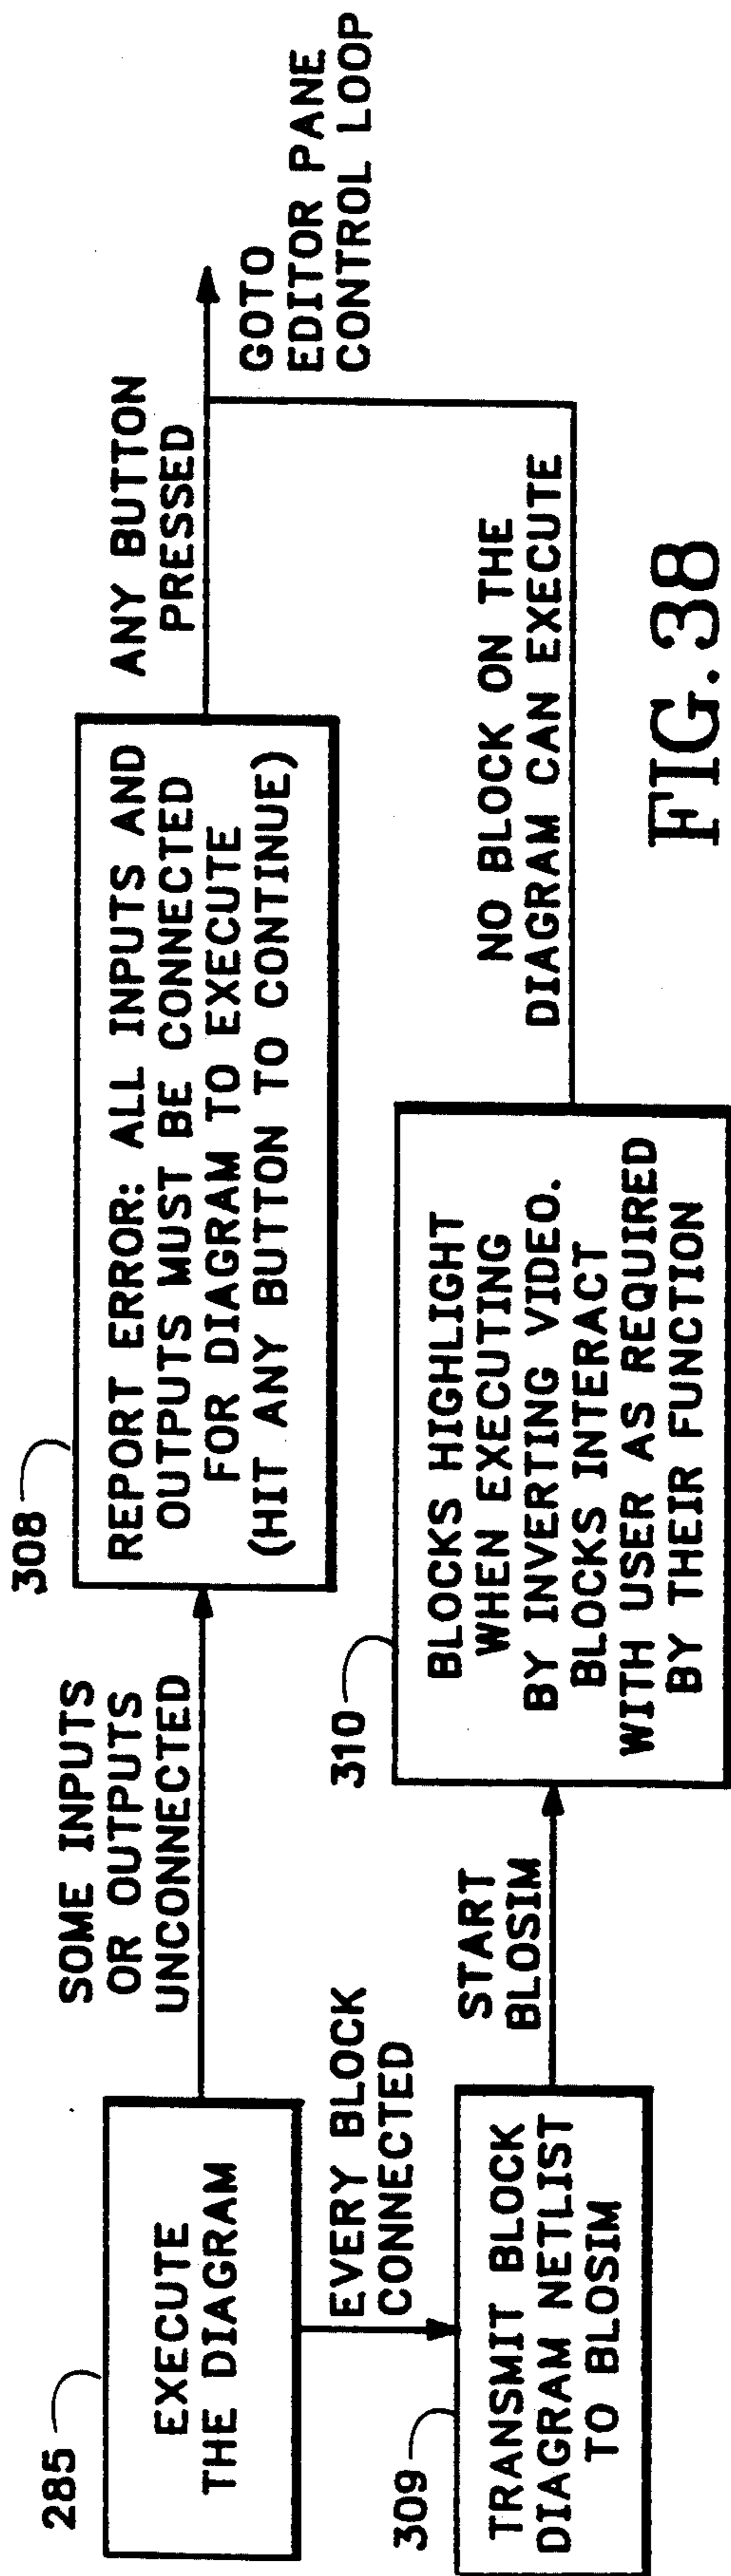 285
EXECUTE
THE DIAGRAM
SOME INPUTS
OR OUTPUTS
UNCONNECTED
308
REPORT ERROR: ALL INPUTS AND
OUTPUTS MUST BE CONNECTED
FOR DIAGRAM TO EXECUTE
(HIT ANY BUTTON TO CONTINUE)
ANY BUTTON
PRESSED
GOTO
EDITOR PANE
CONTROL LOOP
EVERY BLOCK
CONNECTED
309
TRANSMIT BLOCK
DIAGRAM NETLIST
TO BLOSIM
START
BLOSIM
310
BLOCKS HIGHLIGHT
WHEN EXECUTING
BY INVERTING VIDEO.
BLOCKS INTERACT
WITH USER AS REQUIRED
BY THEIR FUNCTION
NO BLOCK ON THE
DIAGRAM CAN EXECUTE
FIG. 38